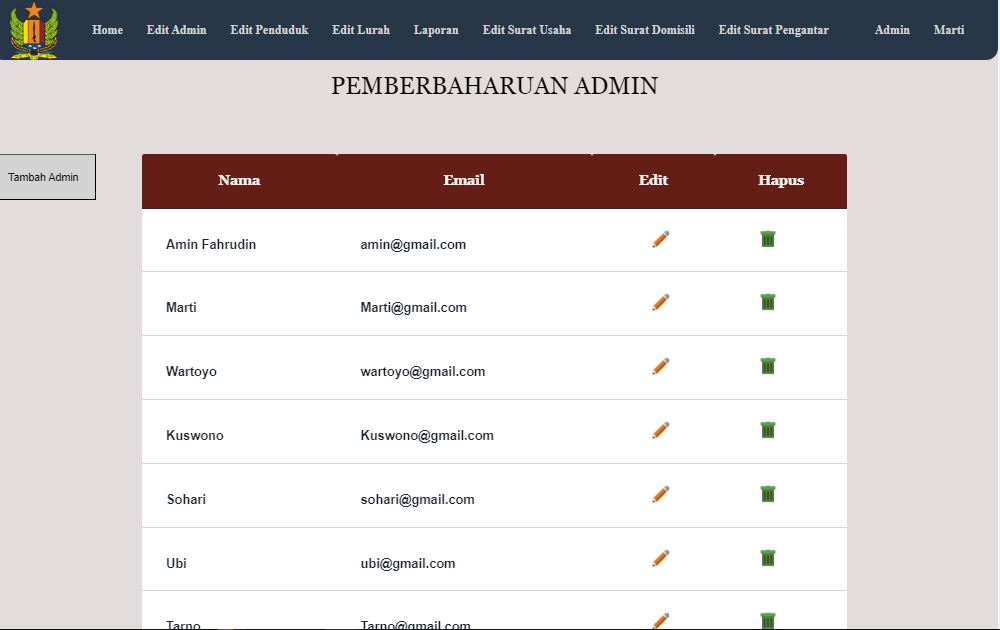 Home Edit Admin Edit Penduduk Edit Lurah Laporan Edit Surat Usaha Edit Surat Domisili Edit Surat Pengantar Admin Marti
PEMBERBAHARUAN ADMIN
Tambah Admin
Nama Email Edit Hapus
Amin Fahrudin amin@gmail.com
Marti Marti@gmail.com
Wartoyo wartoyo@gmail.com
Kuswono Kuswono@gmail.com
Sohari sohari@gmail.com
Ubi ubi@gmail.com
Tarno Tarno@gmail.com